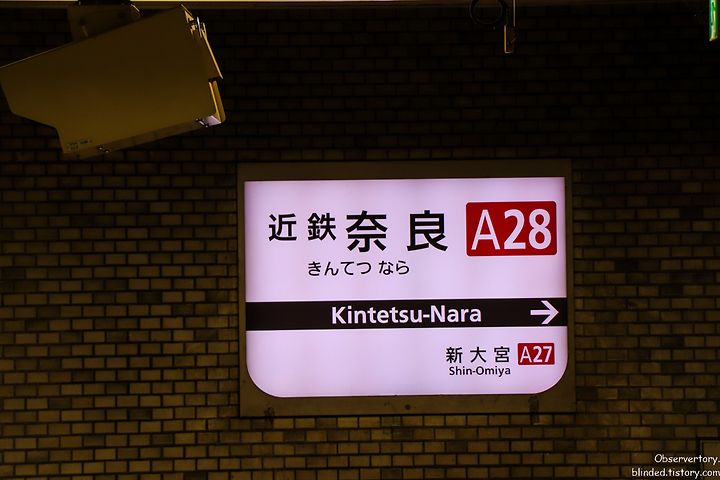 近鉄奈良 A28
きんてつ なら
Kintetsu-Nara →
新大宮 A27
Shin-Omiya
Observertory.
blinded.tistory.com